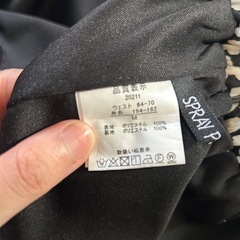 品質表示
20211
ウェスト 64-70
身長 154-162
M
表地 ポリエステル 100%
裏地 ポリエステル 100%
取扱い絵表示
SPRAY P